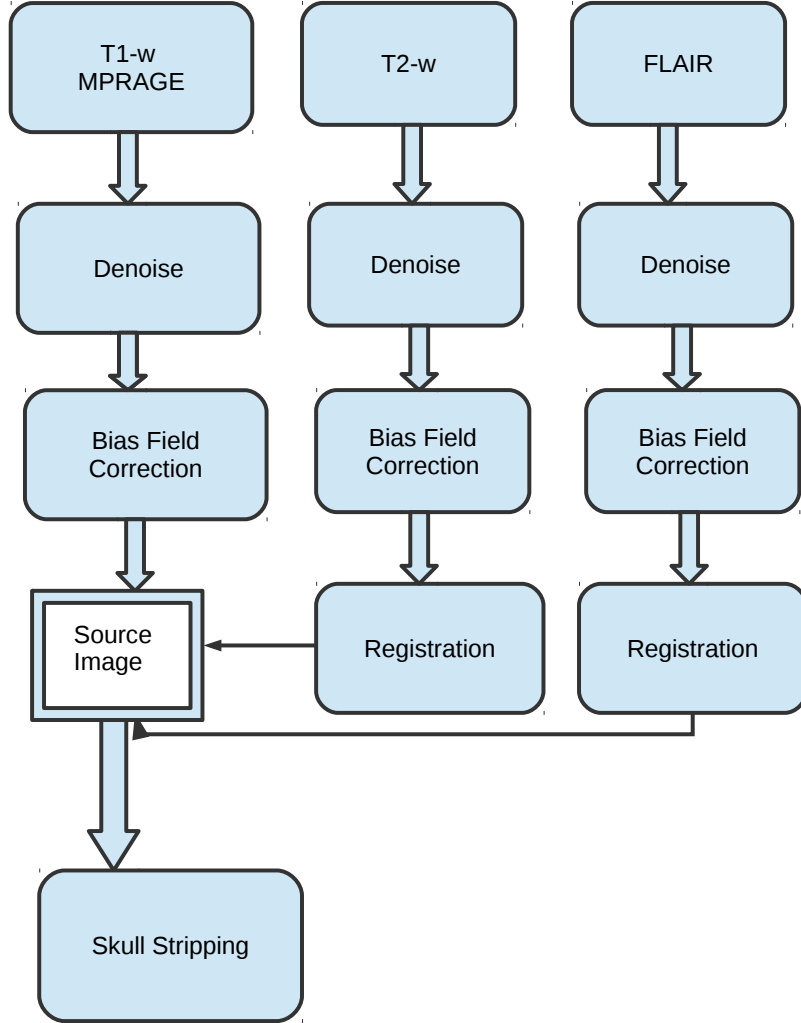 T1-w
MPRAGE
T2-w
FLAIR
Denoise
Denoise
Denoise
Bias Field
Correction
Bias Field
Correction
Bias Field
Correction
Source
Image
Registration
Registration
Skull Stripping